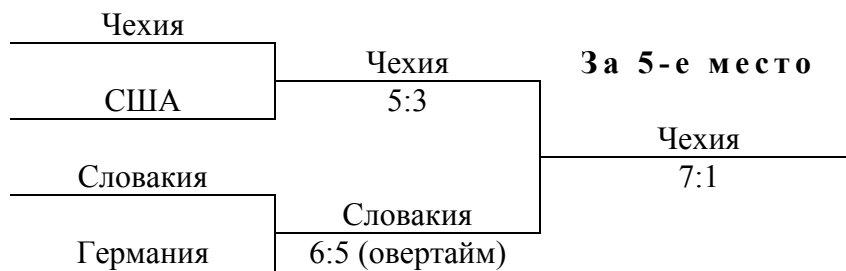 Чехия
Чехия
За 5-е место
США
5:3
Чехия
Словакия
7:1
Словакия
Германия
6:5 (овертайм)